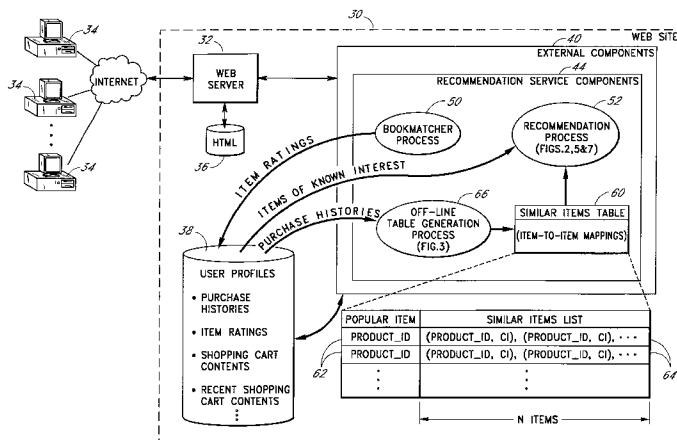 30
WEB SITE
34
32
40
EXTERNAL COMPONENTS
44
RECOMMENDATION SERVICE COMPONENTS
INTERNET
WEB
SERVER
34
50
BOOKMATCHER
PROCESS
52
RECOMMENDATION
PROCESS
(FIGS.2,5&7)
HTML
36
34
ITEM RATINGS
ITEMS OF KNOWN INTEREST
PURCHASE HISTORIES
66
OFF-LINE
TABLE GENERATION
PROCESS
(FIG.3)
60
SIMILAR ITEMS TABLE
(ITEM-TO-ITEM MAPPINGS)
38
USER PROFILES
• PURCHASE
HISTORIES
• ITEM RATINGS
• SHOPPING CART
CONTENTS
• RECENT SHOPPING
CART CONTENTS
POPULAR ITEM SIMILAR ITEMS LIST
PRODUCT_ID (PRODUCT_ID, CI), (PRODUCT_ID, CI), ···
PRODUCT_ID (PRODUCT_ID, CI), (PRODUCT_ID, CI), ···
62
64
N ITEMS